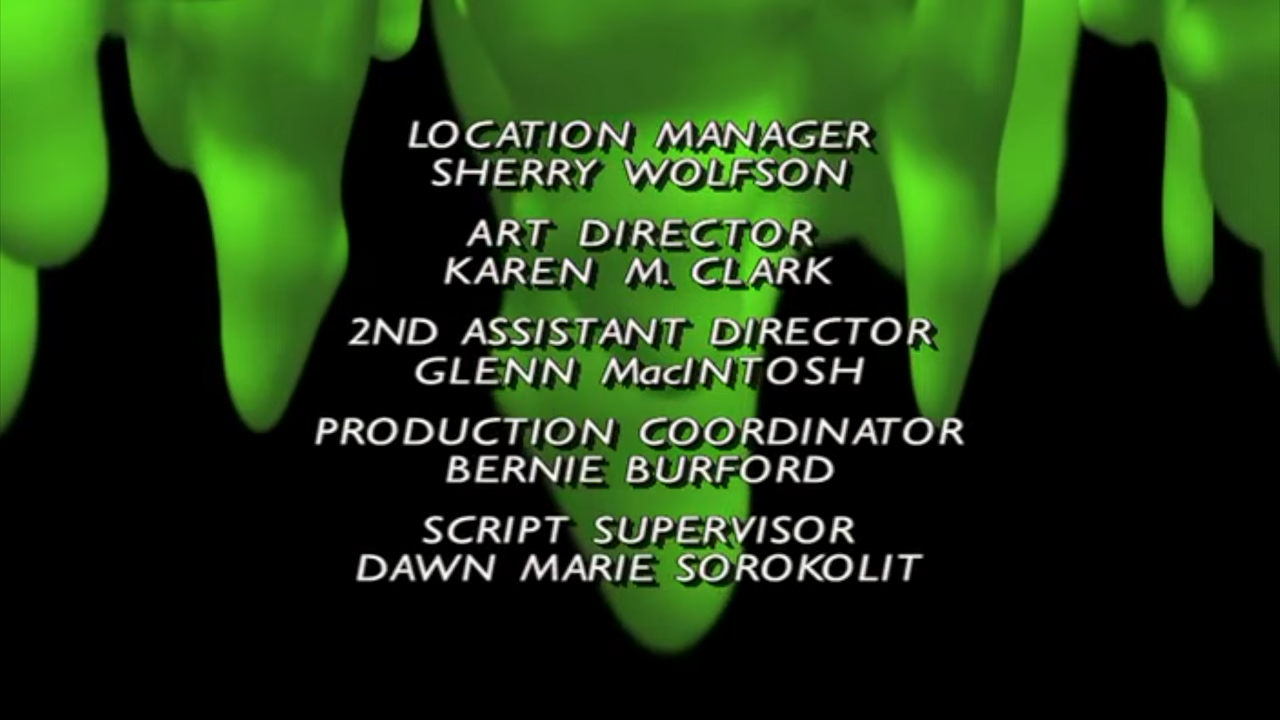 LOCATION MANAGER
SHERRY WOLFSON
ART DIRECTOR
KAREN M. CLARK
2ND ASSISTANT DIRECTOR
GLENN MacINTOSH
PRODUCTION COORDINATOR
BERNIE BURFORD
SCRIPT SUPERVISOR
DAWN MARIE SOROKOLIT